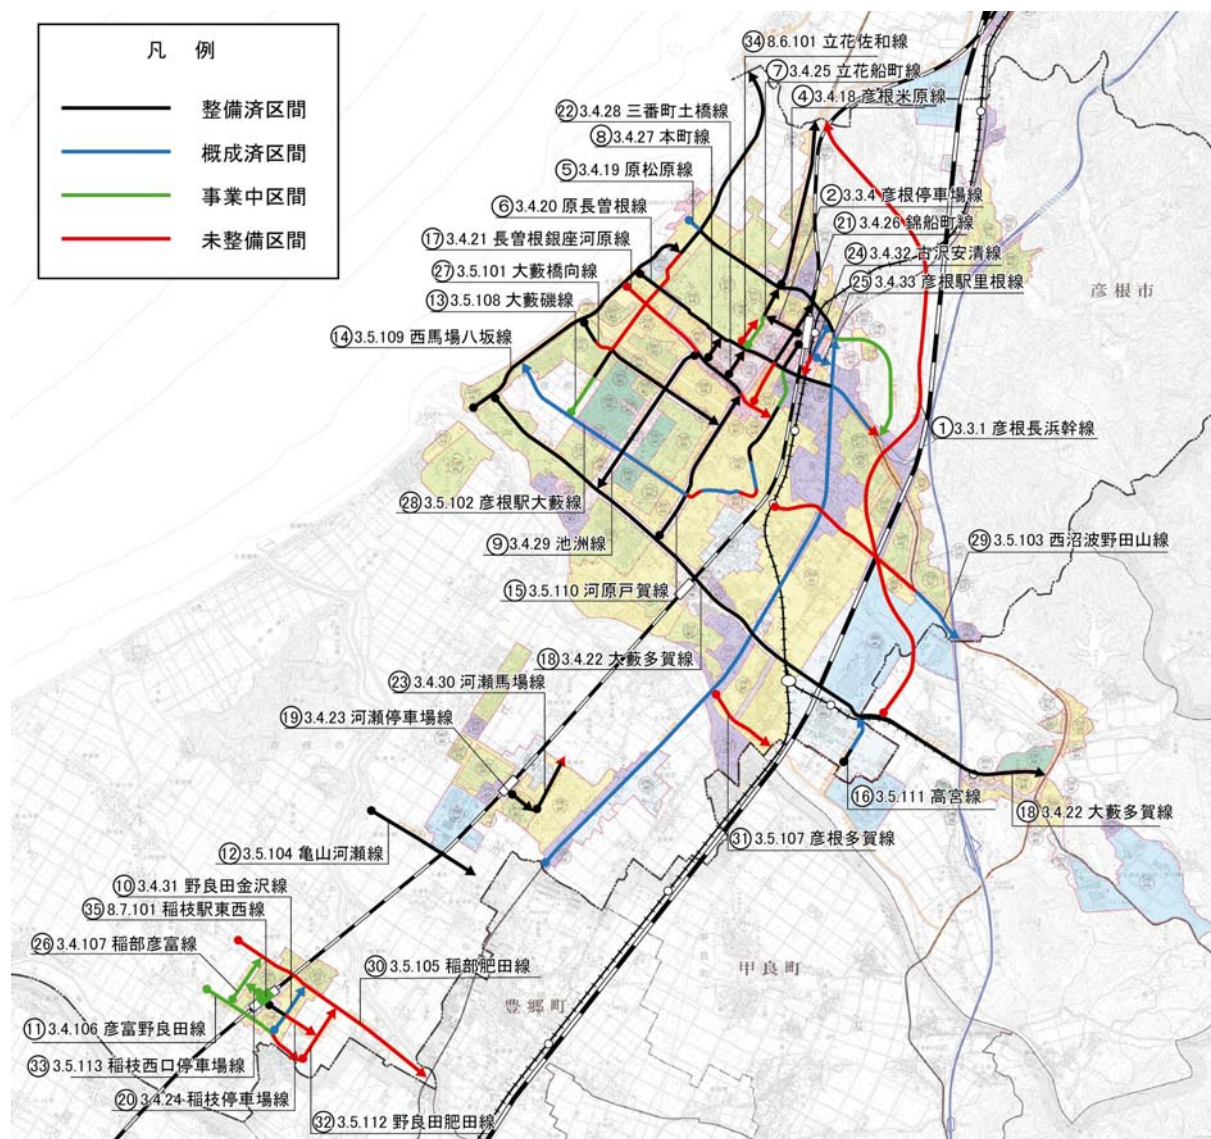 凡 例
整備済区間
概成済区間
事業中区間
未整備区間
㉞8.6.101 立花佐和線
⑦3.4.25 立花船町線
④3.4.18 彦根米原線
㉒3.4.28 三番町土橋線
⑧3.4.27 本町線
⑤3.4.19 原松原線
②3.3.4 彦根停車場線
⑥3.4.20 原長曽根線
㉑3.4.26 錦船町線
⑰3.4.21 長曽根銀座河原線
㉔3.4.32 古沢安清線
㉗3.5.101 大藪橋向線
㉕3.4.33 彦根駅里根線
⑬3.5.108 大藪磯線
彦根市
⑭3.5.109 西馬場八坂線
①3.3.1 彦根長浜幹線
㉘3.5.102 彦根駅大藪線
⑨3.4.29 池洲線
㉙3.5.103 西沼波野田山線
⑮3.5.110 河原戸賀線
⑱3.4.22 大藪多賀線
㉓3.4.30 河瀬馬場線
⑲3.4.23 河瀬停車場線
⑯3.5.111 高宮線
⑱3.4.22 大藪多賀線
㉛3.5.107 彦根多賀線
⑫3.5.104 亀山河瀬線
⑩3.4.31 野良田金沢線
㉟8.7.101 稲枝駅東西線
㉖3.4.107 稲部彦富線
㉚3.5.105 稲部肥田線
甲良町
豊郷町
⑪3.4.106 彦富野良田線
㉝3.5.113 稲枝西口停車場線
⑳3.4.24 稲枝停車場線
㉜3.5.112 野良田肥田線